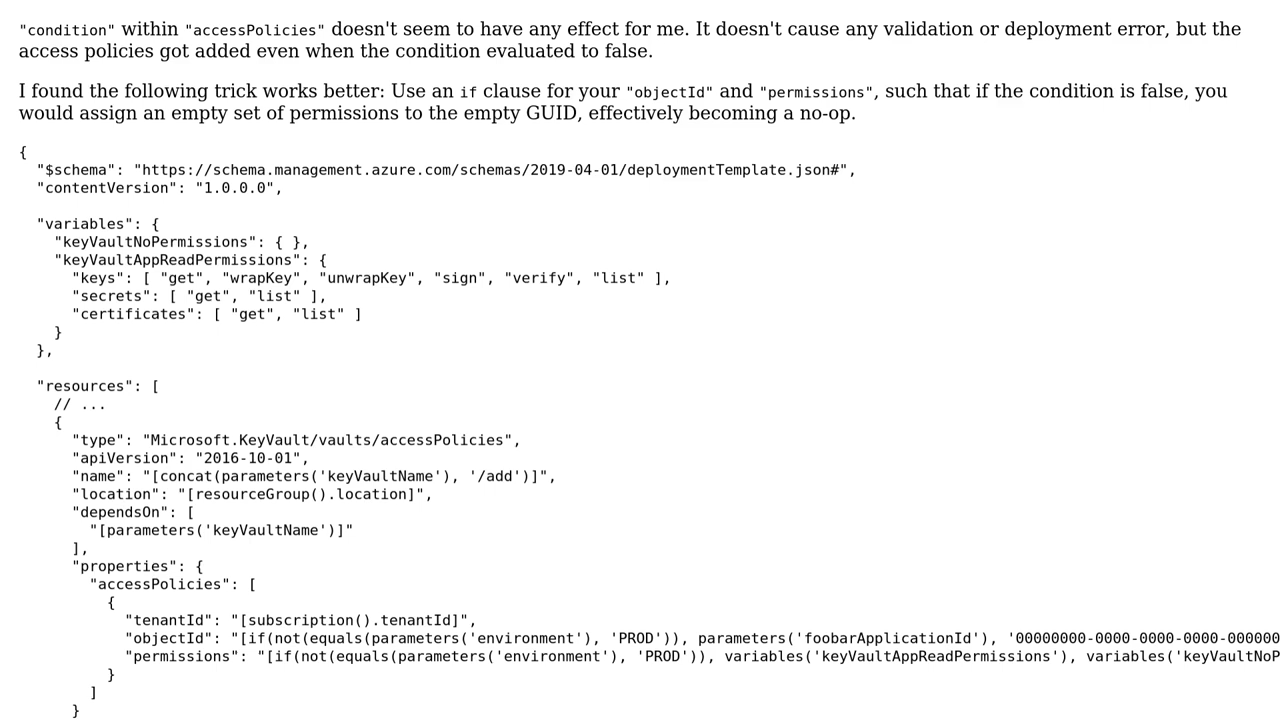 "condition" within "accessPolicies" doesn't seem to have any effect for me. It doesn't cause any validation or deployment error, but the
access policies got added even when the condition evaluated to false.
I found the following trick works better: Use an if clause for your "objectId" and "permissions", such that if the condition is false, you
would assign an empty set of permissions to the empty GUID, effectively becoming a no-op.
{
  "$schema": "https://schema.management.azure.com/schemas/2019-04-01/deploymentTemplate.json#",
  "contentVersion": "1.0.0.0",
  "variables": {
    "keyVaultNoPermissions": { },
    "keyVaultAppReadPermissions": {
      "keys": [ "get", "wrapKey", "unwrapKey", "sign", "verify", "list" ],
      "secrets": [ "get", "list" ],
      "certificates": [ "get", "list" ]
    }
  },
  "resources": [
    // ...
    {
      "type": "Microsoft.KeyVault/vaults/accessPolicies",
      "apiVersion": "2016-10-01",
      "name": "[concat(parameters('keyVaultName'), '/add')]",
      "location": "[resourceGroup().location]",
      "dependsOn": [
        "[parameters('keyVaultName')]"
      ],
      "properties": {
        "accessPolicies": [
          {
            "tenantId": "[subscription().tenantId]",
            "objectId": "[if(not(equals(parameters('environment'), 'PROD')), parameters('foobarApplicationId'), '00000000-0000-0000-0000-000000
            "permissions": "[if(not(equals(parameters('environment'), 'PROD')), variables('keyVaultAppReadPermissions'), variables('keyVaultNoP
          }
        ]
      }